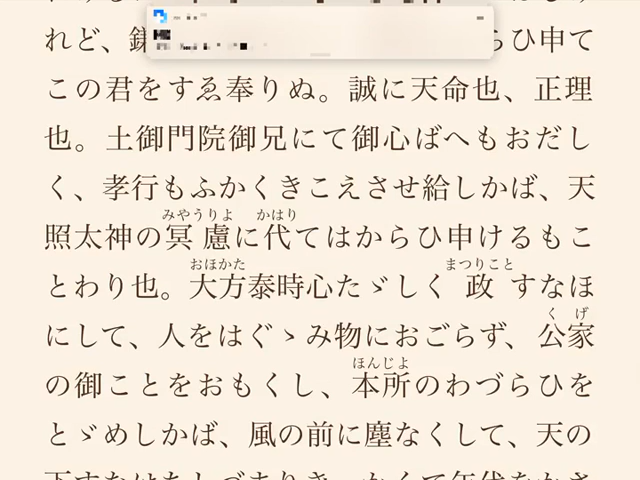 れど、鎌
らひ申て
この君をすゑ奉りぬ。誠に天命也、正理
也。土御門院御兄にて御心ばへもおだし
く、孝行もふかくきこえさせ給しかば、天
みやうりよ かはり
照太神の冥慮に代てはからひ申けるもこ
おほかた まつりこと
とわり也。大方泰時心たゞしく政すなほ
くげ
にして、人をはぐゝみ物におごらず、公家
ほんじよ
の御ことをおもくし、本所のわづらひを
とゞめしかば、風の前に塵なくして、天の